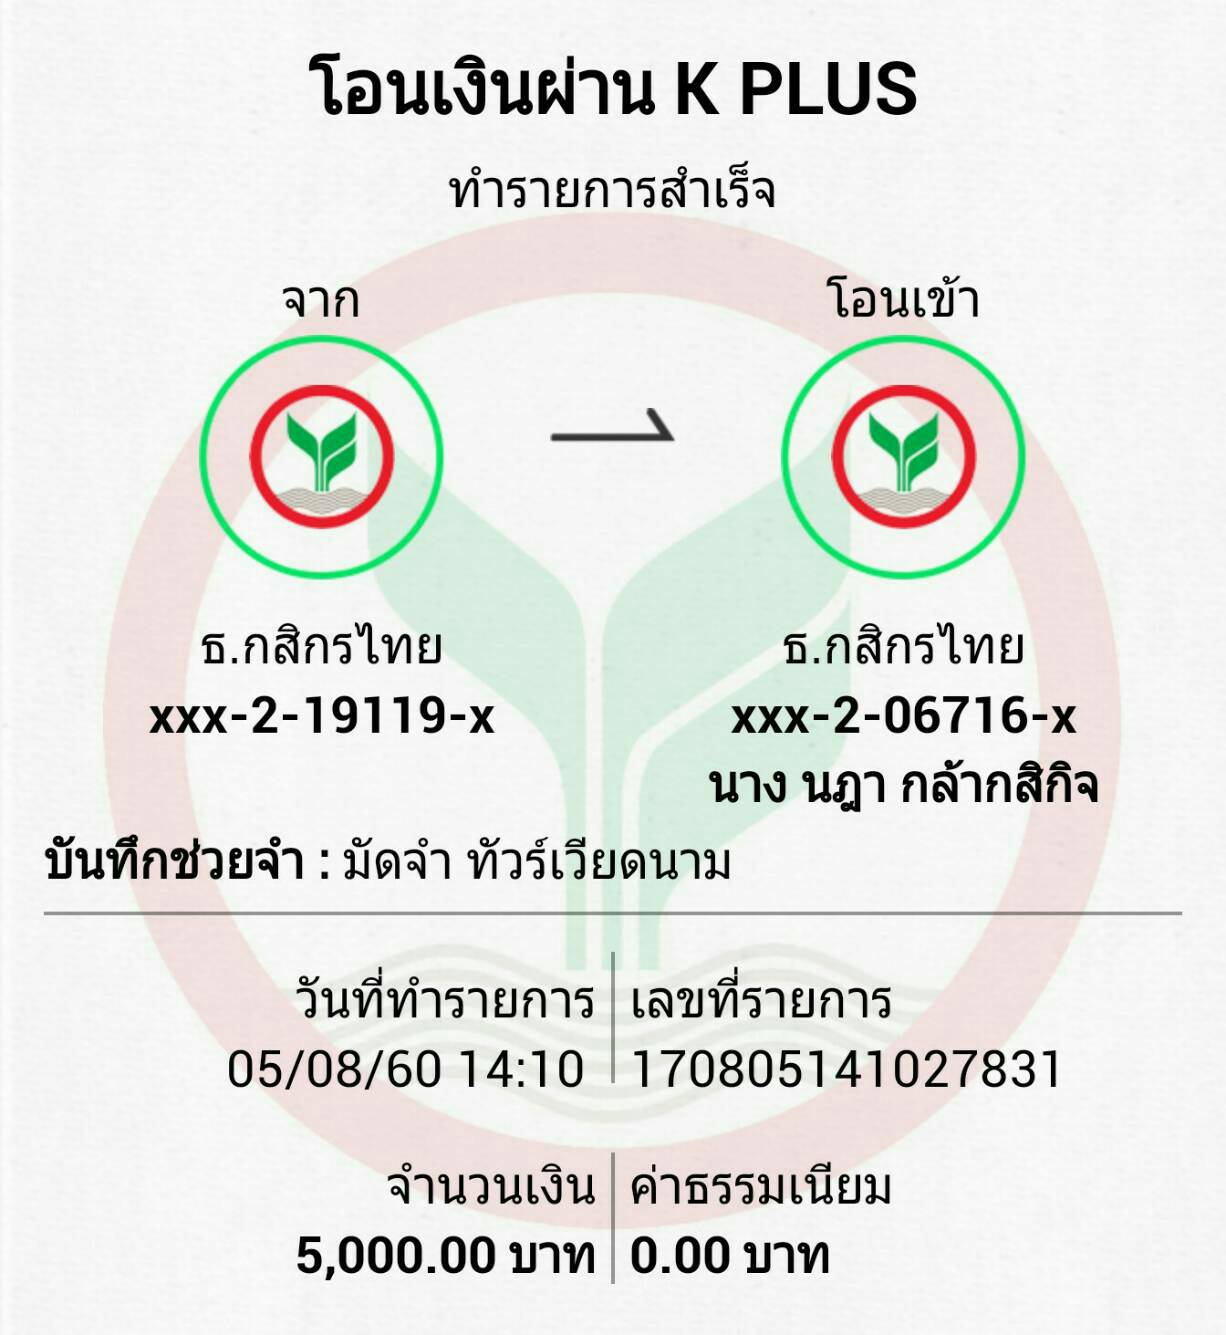 โอนเงินผ่าน K PLUS
ทำรายการสำเร็จ
จาก
โอนเข้า
ธ.กสิกรไทย
xxx-2-19119-x
ธ.กสิกรไทย
xxx-2-06716-x
นาง นฎา กล้ากสิกิจ
บันทึกช่วยจำ : มัดจำ ทัวร์เวียดนาม
วันที่ทำรายการ
05/08/60 14:10
เลขที่รายการ
170805141027831
จำนวนเงิน
5,000.00 บาท
ค่าธรรมเนียม
0.00 บาท